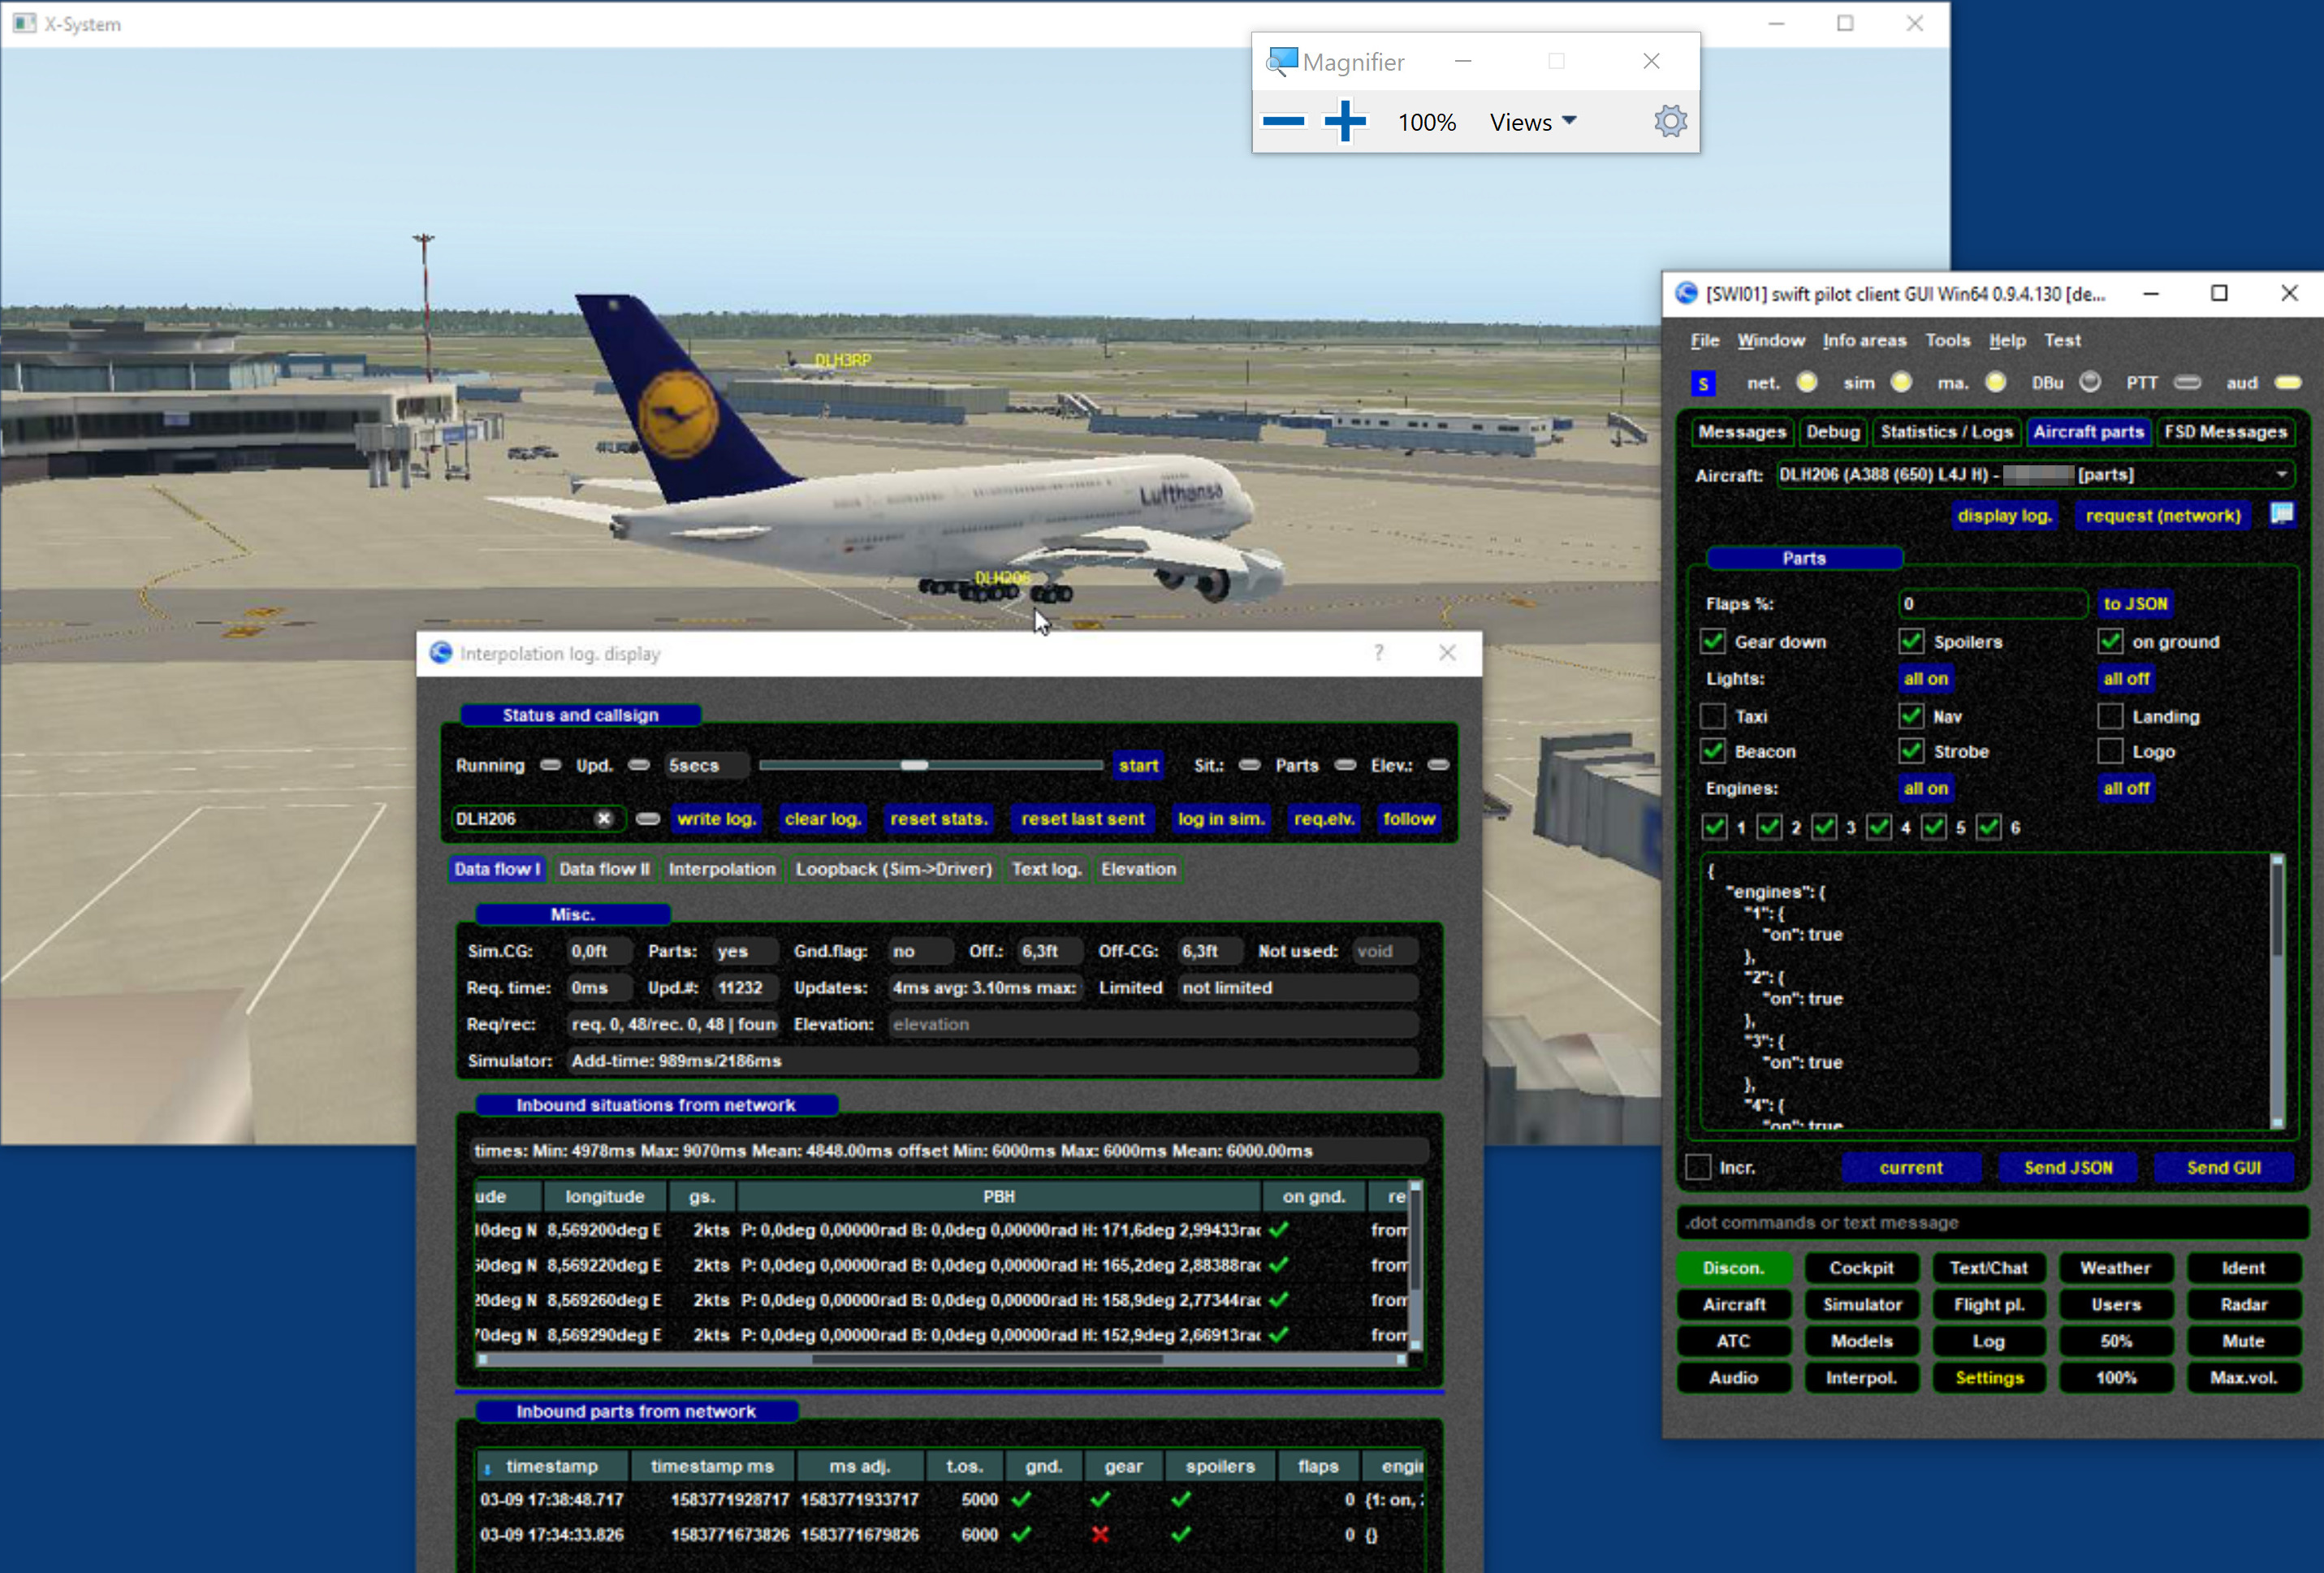 X-System
Magnifier
100% Views
DLH3RP
Lufthansa
DLH206
[SWI01] swift pilot client GUI Win64 0.9.4.130 [de...
File Window Info areas Tools Help Test
S net. sim ma. DBu PTT aud
Messages Debug Statistics / Logs Aircraft parts FSD Messages
Aircraft: DLH206 (A388 (650) L4J H) - [parts]
display log. request (network)
Parts
Flaps %: 0 to JSON
Gear down Spoilers on ground
Lights: all on all off
Taxi Nav Landing
Beacon Strobe Logo
Engines: all on all off
1 2 3 4 5 6
{
"engines": {
"1": {
"on": true
},
"2": {
"on": true
},
"3": {
"on": true
},
"4": {
"on": true
Incr. current Send JSON Send GUI
.dot commands or text message
Discon. Cockpit Text/Chat Weather Ident
Aircraft Simulator Flight pl. Users Radar
ATC Models Log 50% Mute
Audio Interpol. Settings 100% Max.vol.
Interpolation log. display ?
Status and callsign
Running Upd. 5secs start Sit.: Parts Elev.:
DLH206 write log. clear log. reset stats. reset last sent log in sim. req.elv. follow
Data flow I Data flow II Interpolation Loopback (Sim->Driver) Text log. Elevation
Misc.
Sim.CG: 0,0ft Parts: yes Gnd.flag: no Off.: 6,3ft Off-CG: 6,3ft Not used: void
Req. time: 0ms Upd.#: 11232 Updates: 4ms avg: 3.10ms max: Limited not limited
Req/rec: req. 0, 48/rec. 0, 48 | foun Elevation: elevation
Simulator: Add-time: 989ms/2186ms
Inbound situations from network
times: Min: 4978ms Max: 9070ms Mean: 4848.00ms offset Min: 6000ms Max: 6000ms Mean: 6000.00ms
ude longitude gs. PBH on gnd. re
0deg N 8,569200deg E 2kts P: 0,0deg 0,00000rad B: 0,0deg 0,00000rad H: 171,6deg 2,99433rad from
0deg N 8,569220deg E 2kts P: 0,0deg 0,00000rad B: 0,0deg 0,00000rad H: 165,2deg 2,88388rad from
0deg N 8,569260deg E 2kts P: 0,0deg 0,00000rad B: 0,0deg 0,00000rad H: 158,9deg 2,77344rad from
0deg N 8,569290deg E 2kts P: 0,0deg 0,00000rad B: 0,0deg 0,00000rad H: 152,9deg 2,66913rad from
Inbound parts from network
timestamp timestamp ms ms adj. t.os. gnd. gear spoilers flaps engin
03-09 17:38:48.717 1583771928717 1583771933717 5000 0 {1: on,
03-09 17:34:33.826 1583771673826 1583771679826 6000 0 {}